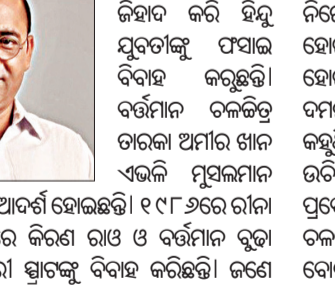 ଜିହାଦ କରି ହିନ୍ଦୁ
ଯୁବତୀଙ୍କୁ ଫସାଇ
ବିବାହ କରୁଛନ୍ତି।
ବର୍ତ୍ତମାନ ଚଳଚ୍ଚିତ୍ର
ତାରକା ଅମୀର ଖାନ
ଏଭଳି ମୁସଲମାନ
ଆଦର୍ଶ ହୋଇଛନ୍ତି। ୧୯୮୬ରେ ରୀନା
ରେ କିରଣ ରାଓ ଓ ବର୍ତ୍ତମାନ ବୁଢା
ସ୍ପ୍ରାଟଙ୍କୁ ବିବାହ କରିଛନ୍ତି। ଜଣେ